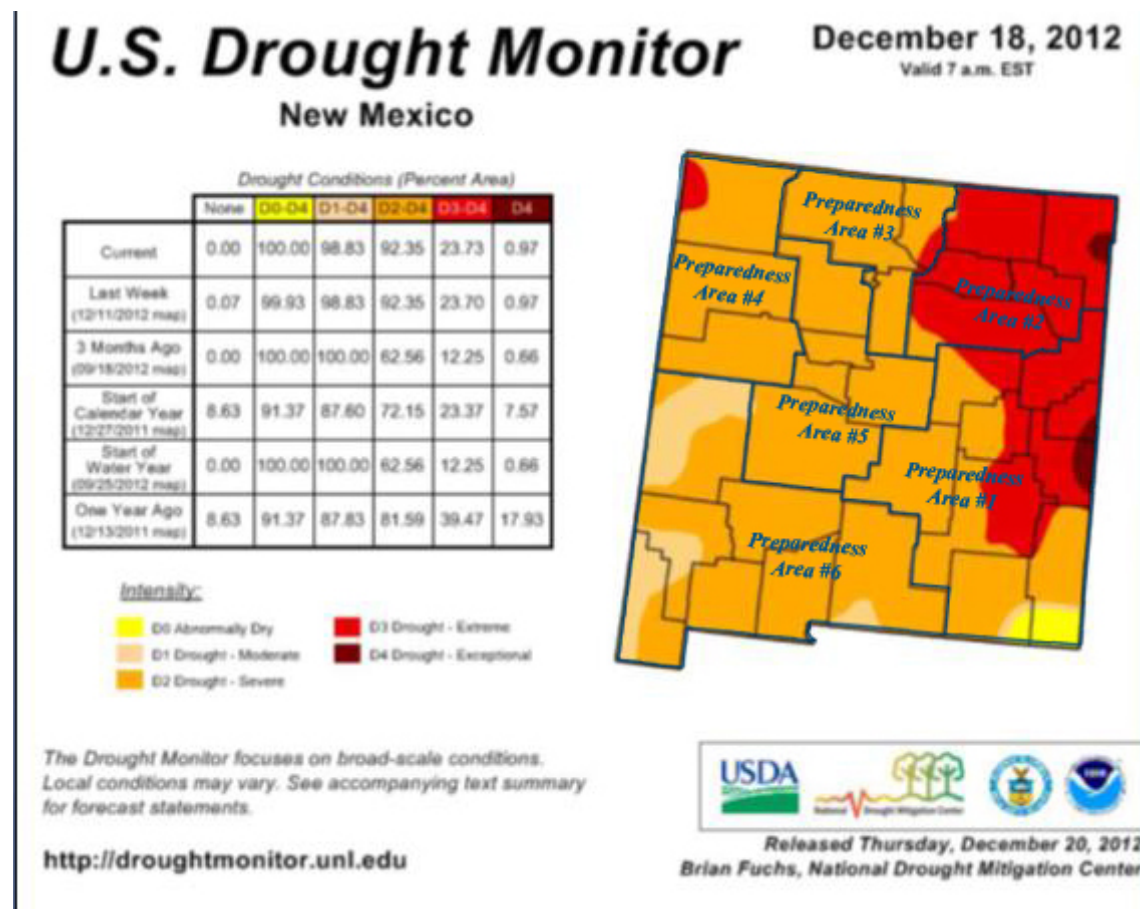 U.S. Drought Monitor
December 18, 2012
Valid 7 a.m. EST
New Mexico
Drought Conditions (Percent Area)
None D0-D4 D1-D4 D2-D4 D3-D4 D4
Current 0.00 100.00 98.83 92.35 23.73 0.97
Last Week
(12/11/2012 map) 0.07 99.93 98.83 92.35 23.70 0.97
3 Months Ago
(09/18/2012 map) 0.00 100.00 100.00 62.56 12.25 0.66
Start of
Calendar Year
(12/27/2011 map) 8.63 91.37 87.60 72.15 23.37 7.57
Start of
Water Year
(09/25/2012 map) 0.00 100.00 100.00 62.56 12.25 0.66
One Year Ago
(12/13/2011 map) 8.63 91.37 87.83 81.59 39.47 17.93
Preparedness
Area #3
Preparedness
Area #4
Preparedness
Area #2
Preparedness
Area #5
Preparedness
Area #1
Preparedness
Area #6
Intensity:
D0 Abnormally Dry
D1 Drought - Moderate
D2 Drought - Severe
D3 Drought - Extreme
D4 Drought - Exceptional
The Drought Monitor focuses on broad-scale conditions.
Local conditions may vary. See accompanying text summary
for forecast statements.
http://droughtmonitor.unl.edu
USDA
National Drought Mitigation Center
Released Thursday, December 20, 2012
Brian Fuchs, National Drought Mitigation Center